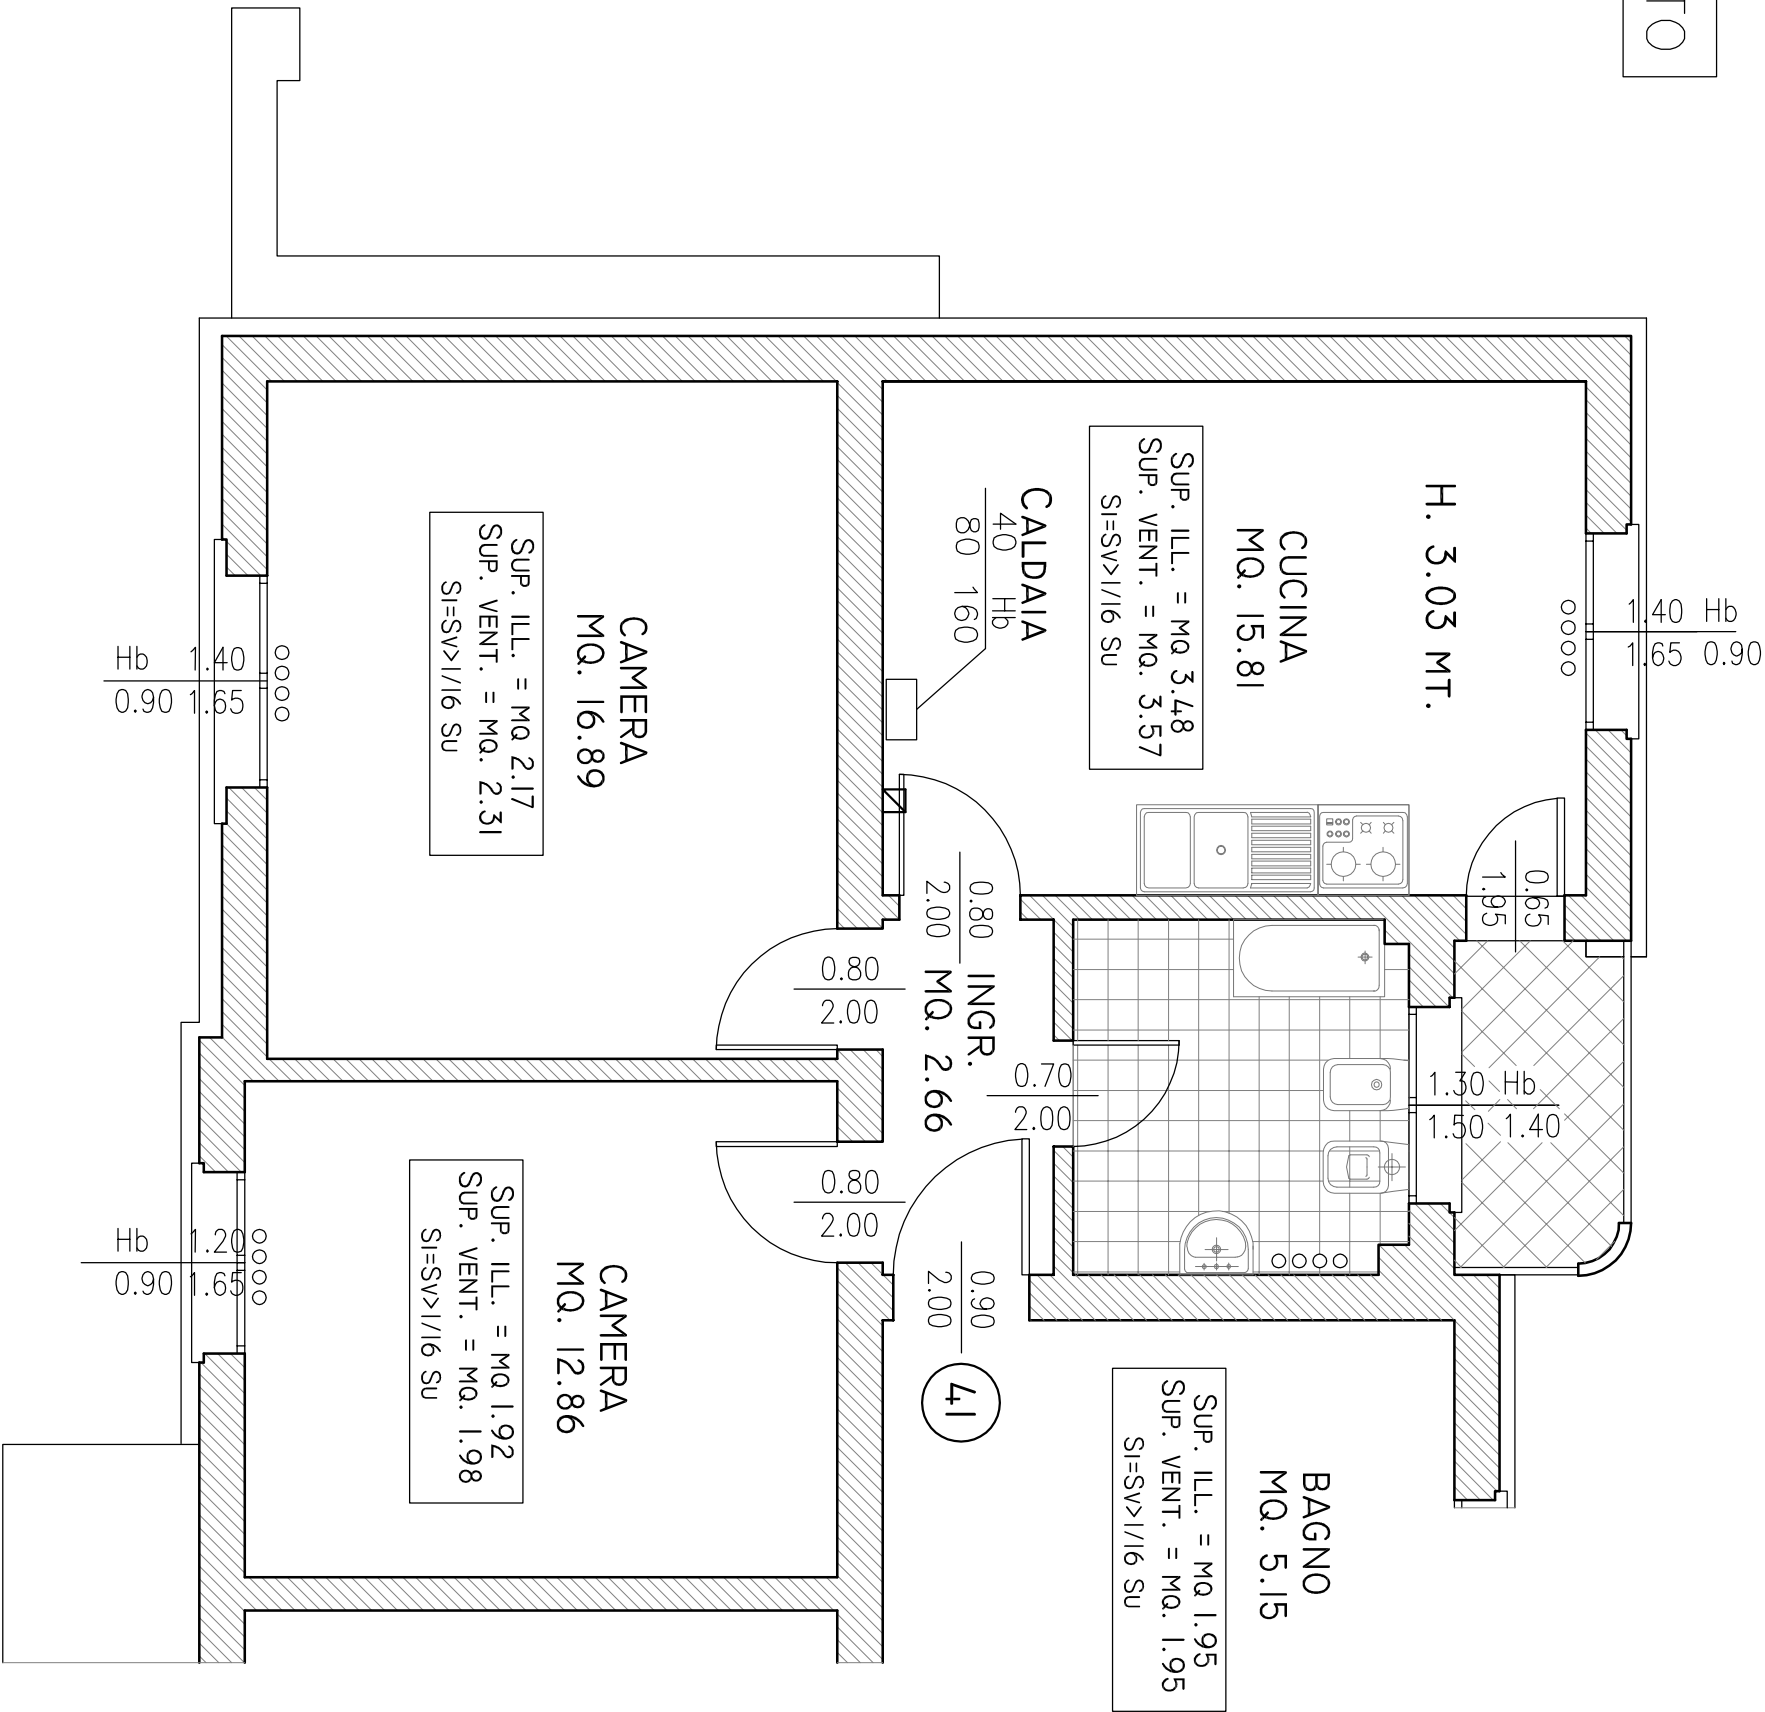 TO
H. 3.03 MT.
CUCINA
MQ. 15.81
SUP. ILL. = MQ 3.48
SUP. VENT. = MQ. 3.57
SI=SV>1/16 SU
CALDAIA
40 Hb
80 160
1.40 Hb
1.65 0.90
0.65
1.95
1.30 Hb
1.50 1.40
0.80
2.00
INGR.
MQ. 2.66
0.70
2.00
0.80
2.00
0.80
2.00
0.90
2.00
41
BAGNO
MQ. 5.15
SUP. ILL. = MQ 1.95
SUP. VENT. = MQ. 1.95
SI=SV>1/16 SU
CAMERA
MQ. 16.89
SUP. ILL. = MQ 2.17
SUP. VENT. = MQ. 2.31
SI=SV>1/16 SU
Hb 1.40
0.90 1.65
CAMERA
MQ. 12.86
SUP. ILL. = MQ 1.92
SUP. VENT. = MQ. 1.98
SI=SV>1/16 SU
Hb 1.20
0.90 1.65